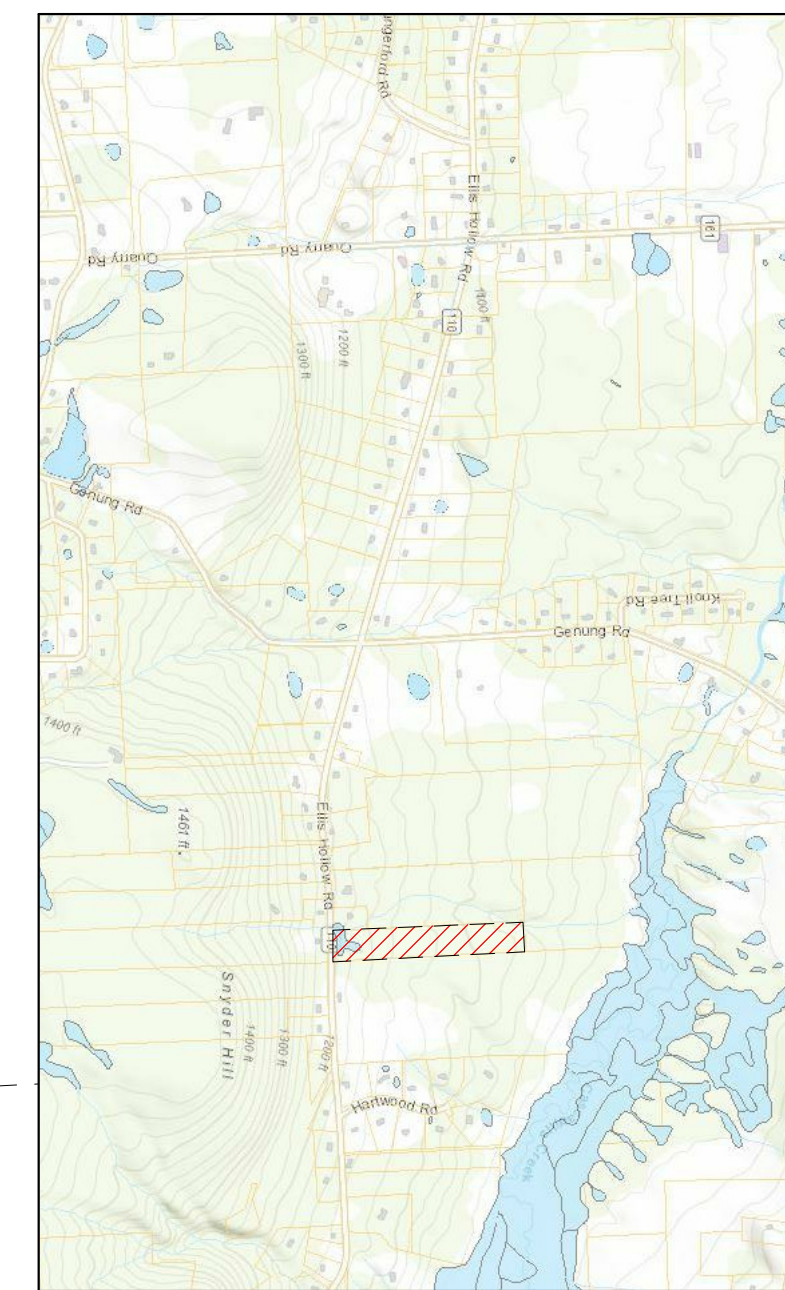 Ellis Hollow Rd
161
Quarry Rd
Quarry Rd
1100 ft
110
1200 ft
1300 ft
Genung Rd
Knoll Tree Rd
Genung Rd
1400 ft
1461 ft.
Ellis Hollow Rd
110
Snyder Hill
1400 ft
1300 ft
1200 ft
Hartwood Rd
Creek